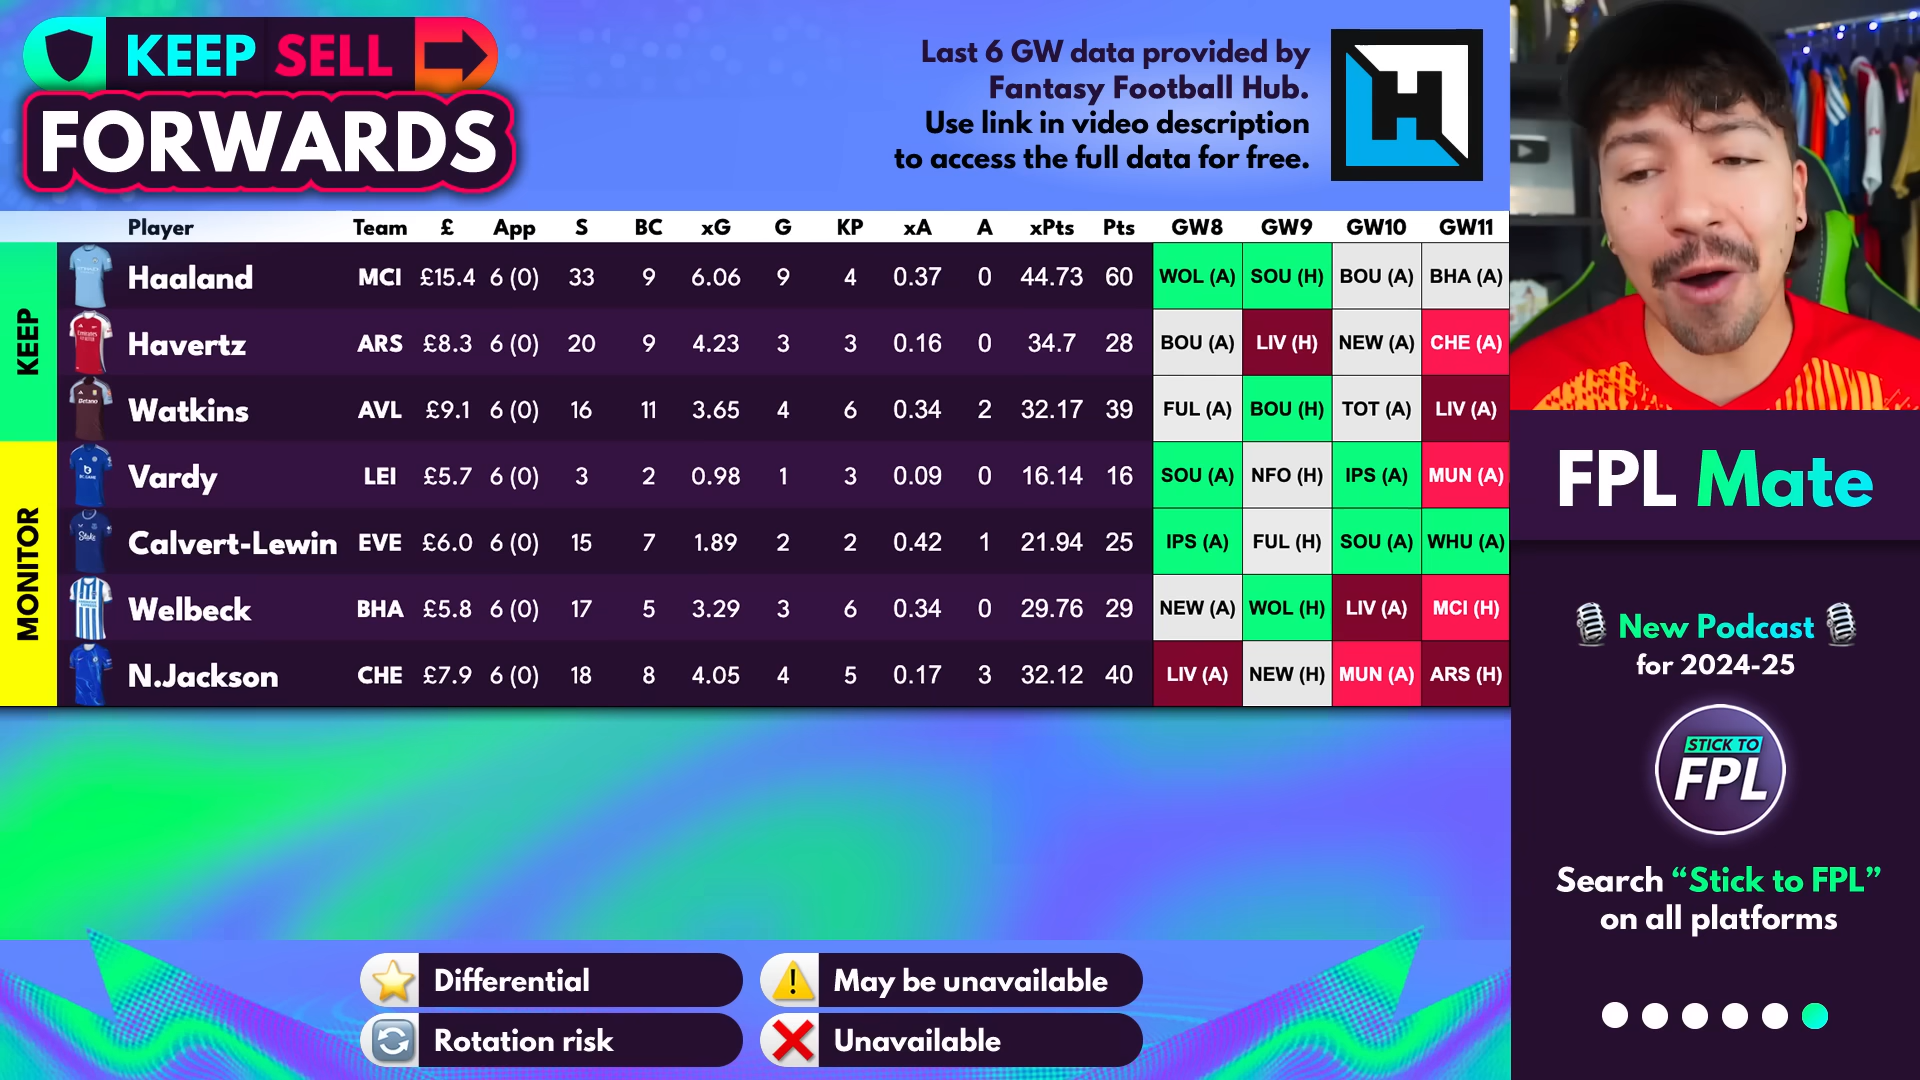 KEEP SELL
FORWARDS
Last 6 GW data provided by
Fantasy Football Hub.
Use link in video description
to access the full data for free.
H
Player Team £ App S BC xG G KP xA A xPts Pts GW8 GW9 GW10 GW11
KEEP
Haaland MCI £15.4 6 (0) 33 9 6.06 9 4 0.37 0 44.73 60 WOL (A) SOU (H) BOU (A) BHA (A)
Havertz ARS £8.3 6 (0) 20 9 4.23 3 3 0.16 0 34.7 28 BOU (A) LIV (H) NEW (A) CHE (A)
Watkins AVL £9.1 6 (0) 16 11 3.65 4 6 0.34 2 32.17 39 FUL (A) BOU (H) TOT (A) LIV (A)
MONITOR
Vardy LEI £5.7 6 (0) 3 2 0.98 1 3 0.09 0 16.14 16 SOU (A) NFO (H) IPS (A) MUN (A)
Calvert-Lewin EVE £6.0 6 (0) 15 7 1.89 2 2 0.42 1 21.94 25 IPS (A) FUL (H) SOU (A) WHU (A)
Welbeck BHA £5.8 6 (0) 17 5 3.29 3 6 0.34 0 29.76 29 NEW (A) WOL (H) LIV (A) MCI (H)
N.Jackson CHE £7.9 6 (0) 18 8 4.05 4 5 0.17 3 32.12 40 LIV (A) NEW (H) MUN (A) ARS (H)
Differential
May be unavailable
Rotation risk
Unavailable
FPL Mate
New Podcast
for 2024-25
STICK TO
FPL
Search “Stick to FPL”
on all platforms